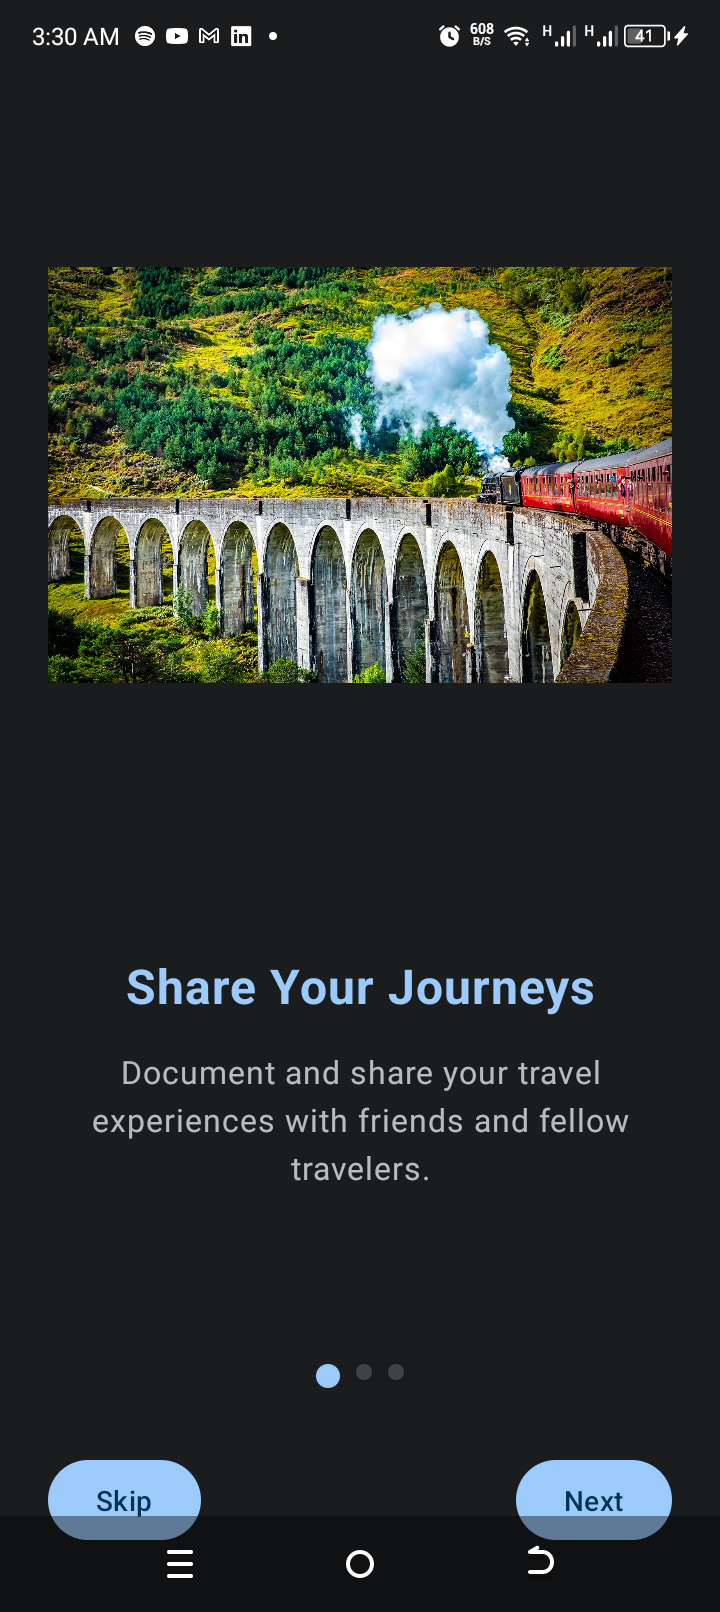 3:30 AM
608
B/S
H
H
41
Share Your Journeys
Document and share your travel
experiences with friends and fellow
travelers.
Skip
Next